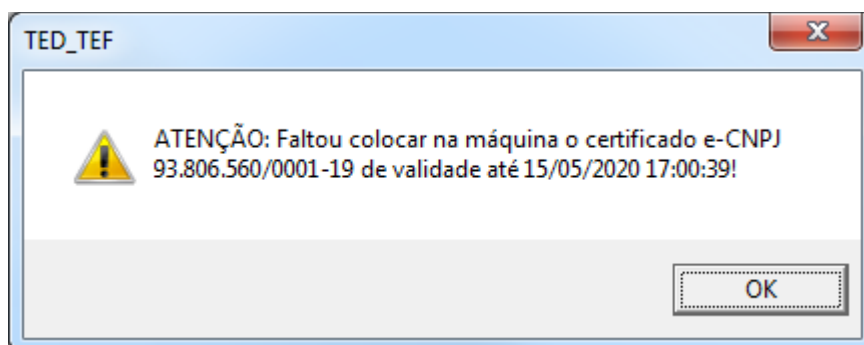 TED_TEF
ATENÇÃO: Faltou colocar na máquina o certificado e-CNPJ
93.806.560/0001-19 de validade até 15/05/2020 17:00:39!
OK